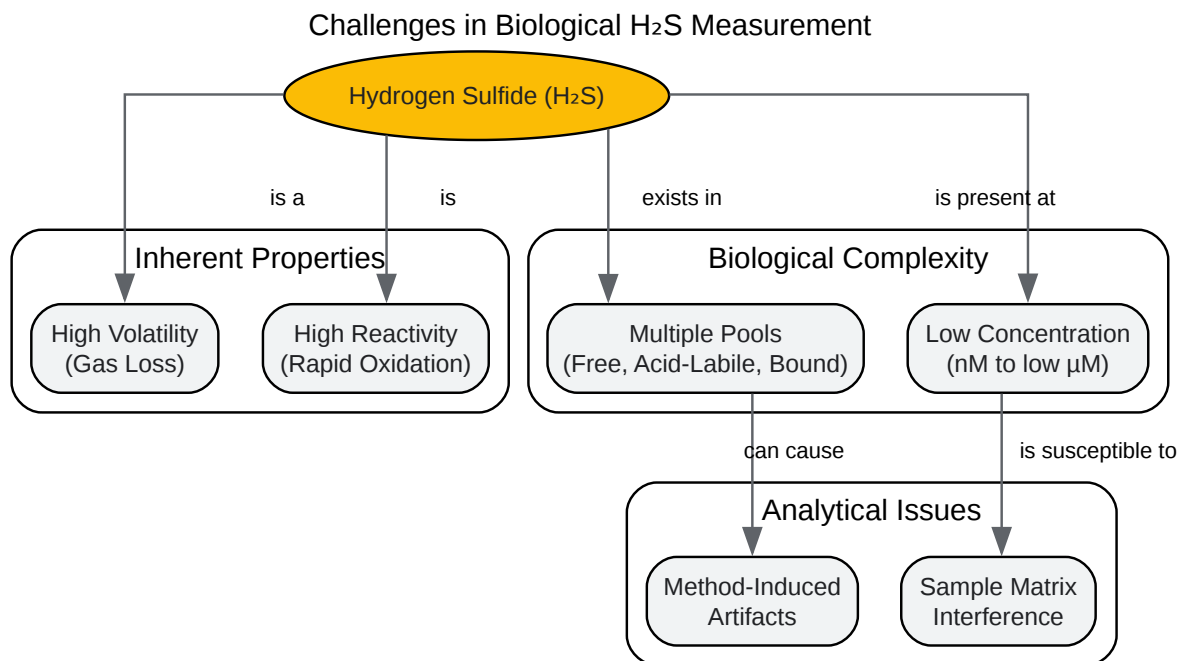 Challenges in Biological H₂S Measurement
Hydrogen Sulfide (H₂S)
is a
is
exists in
is present at
Inherent Properties
Biological Complexity
High Volatility
(Gas Loss)
High Reactivity
(Rapid Oxidation)
Multiple Pools
(Free, Acid-Labile, Bound)
Low Concentration
(nM to low µM)
can cause
is susceptible to
Analytical Issues
Method-Induced
Artifacts
Sample Matrix
Interference